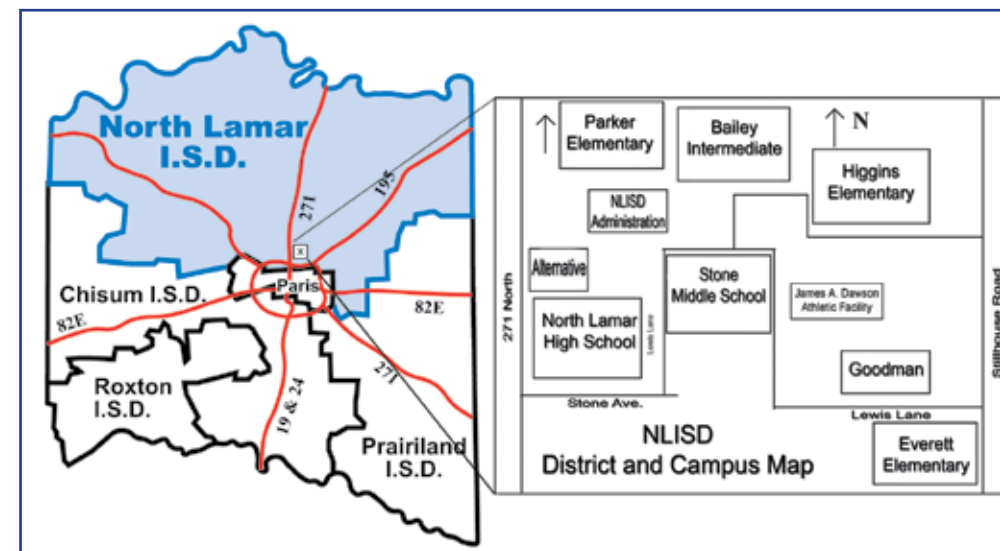 North Lamar
I.S.D.
271
195
Paris
Chisum I.S.D.
82E
82E
Roxton
I.S.D.
19 & 24
271
Prairiland
I.S.D.
x
Parker
Elementary
Bailey
Intermediate
N
Higgins
Elementary
NLISD
Administration
Alternative
Stone
Middle School
James A. Dawson
Athletic Facility
North Lamar
High School
Lewis Lane
271 North
Stillhouse Road
Goodman
Stone Ave.
Lewis Lane
NLISD
District and Campus Map
Everett
Elementary